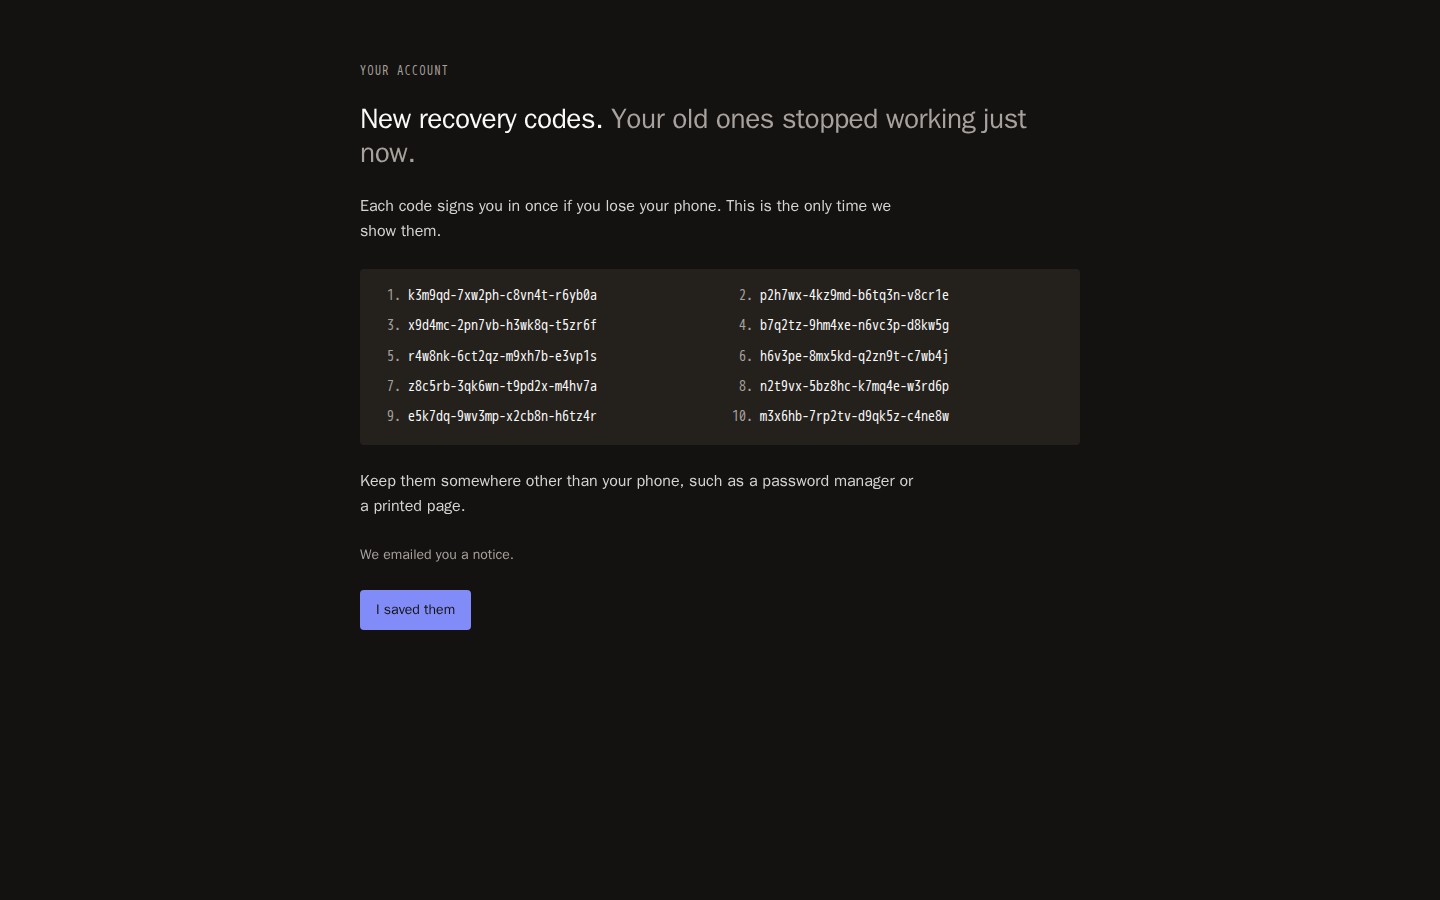 YOUR ACCOUNT
New recovery codes. Your old ones stopped working just
now.
Each code signs you in once if you lose your phone. This is the only time we
show them.
1. k3m9qd-7xw2ph-c8vn4t-r6yb0a
2. p2h7wx-4kz9md-b6tq3n-v8cr1e
3. x9d4mc-2pn7vb-h3wk8q-t5zr6f
4. b7q2tz-9hm4xe-n6vc3p-d8kw5g
5. r4w8nk-6ct2qz-m9xh7b-e3vp1s
6. h6v3pe-8mx5kd-q2zn9t-c7wb4j
7. z8c5rb-3qk6wn-t9pd2x-m4hv7a
8. n2t9vx-5bz8hc-k7mq4e-w3rd6p
9. e5k7dq-9wv3mp-x2cb8n-h6tz4r
10. m3x6hb-7rp2tv-d9qk5z-c4ne8w
Keep them somewhere other than your phone, such as a password manager or
a printed page.
We emailed you a notice.
I saved them